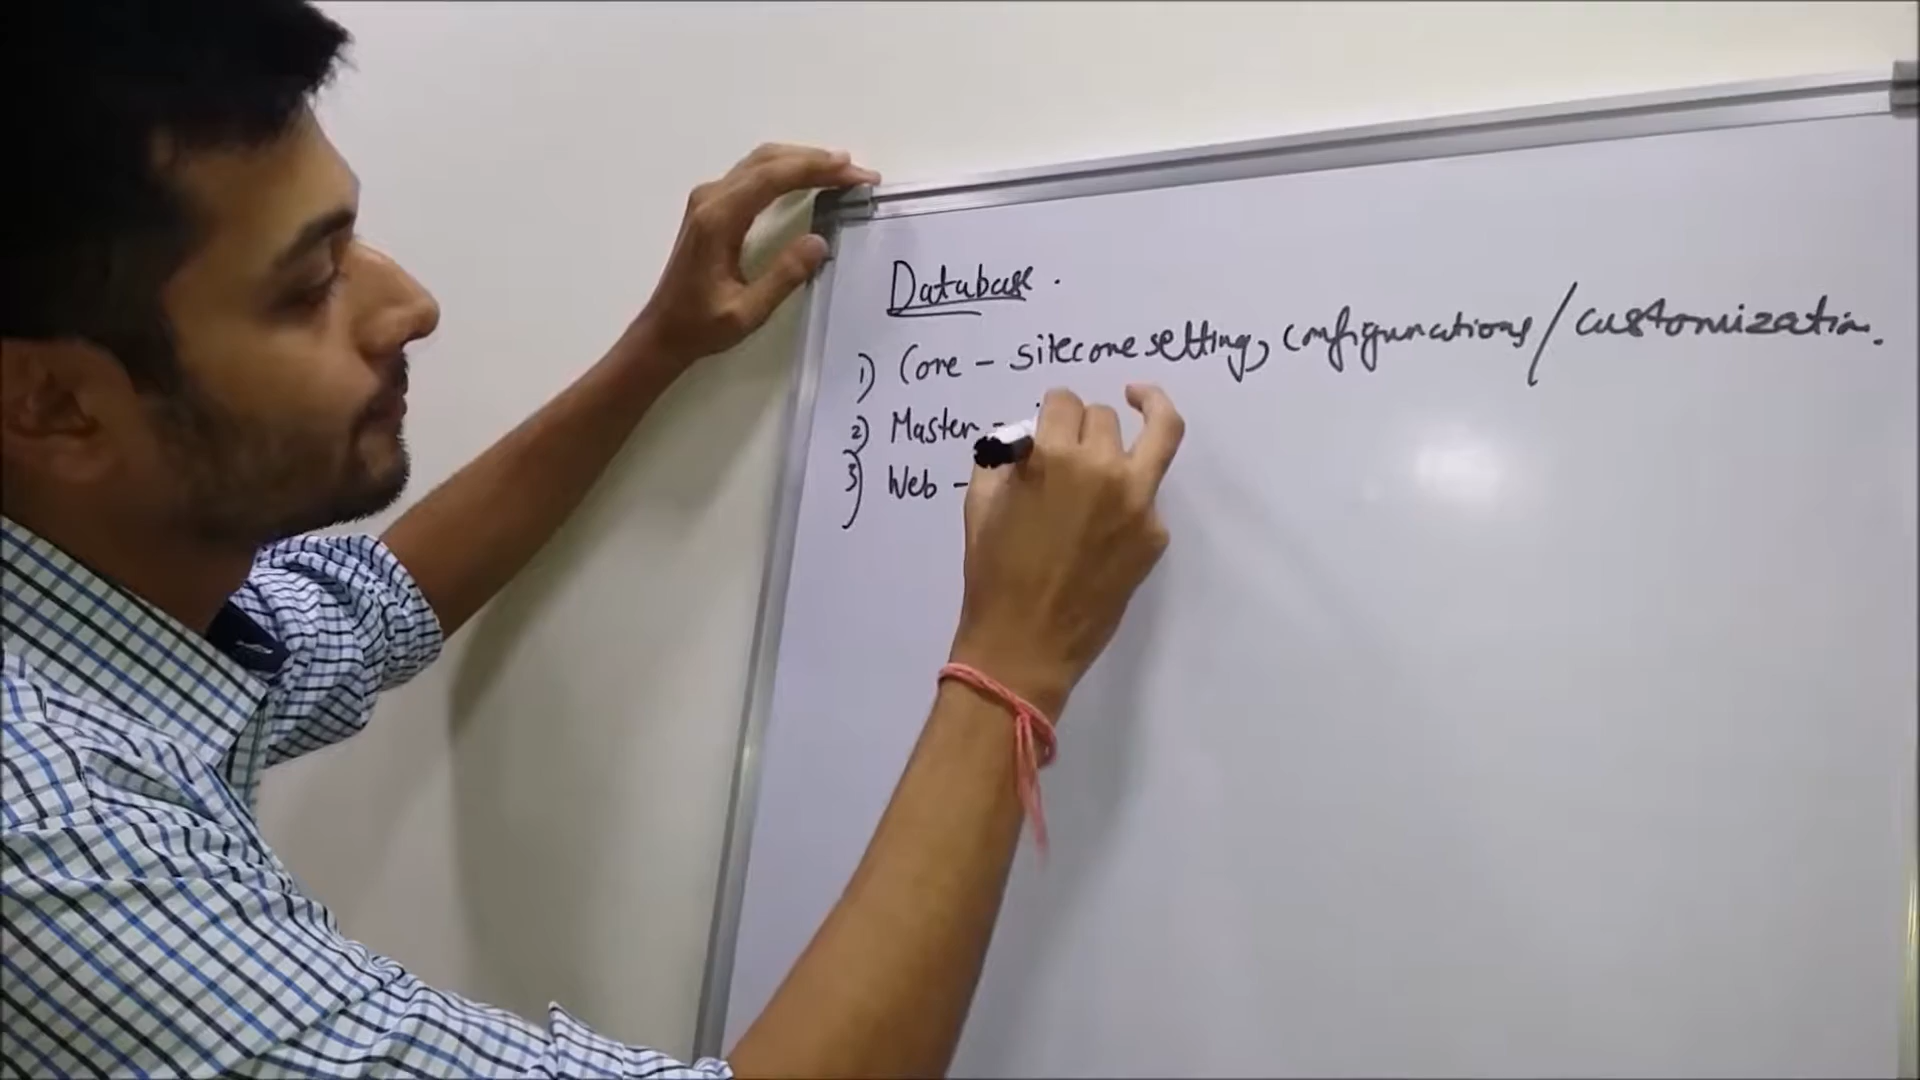 Database.
1) Core - sitecore setting, configurations / customization.
2) Master -
3) Web -